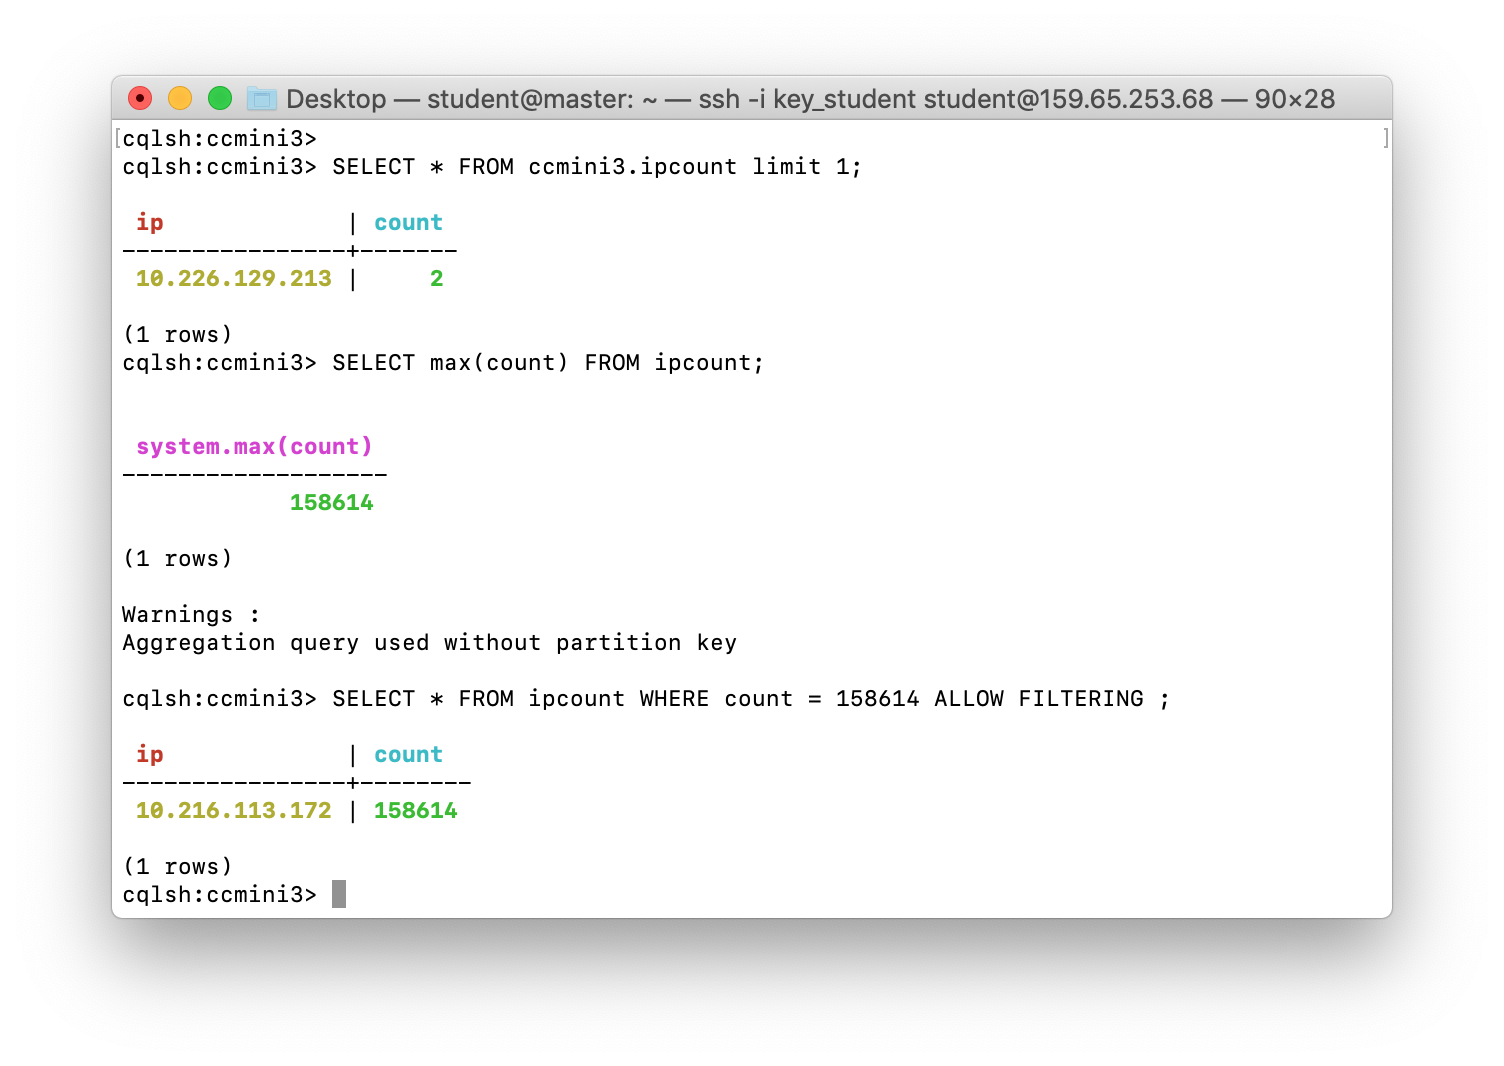 Desktop — student@master: ~ — ssh -i key_student student@159.65.253.68 — 90×28
[cqlsh:ccmini3> ]
cqlsh:ccmini3> SELECT * FROM ccmini3.ipcount limit 1;
 ip             | count
----------------+-------
 10.226.129.213 |     2
(1 rows)
cqlsh:ccmini3> SELECT max(count) FROM ipcount;
 system.max(count)
-------------------
            158614
(1 rows)
Warnings :
Aggregation query used without partition key
cqlsh:ccmini3> SELECT * FROM ipcount WHERE count = 158614 ALLOW FILTERING ;
 ip             | count
----------------+--------
 10.216.113.172 | 158614
(1 rows)
cqlsh:ccmini3>